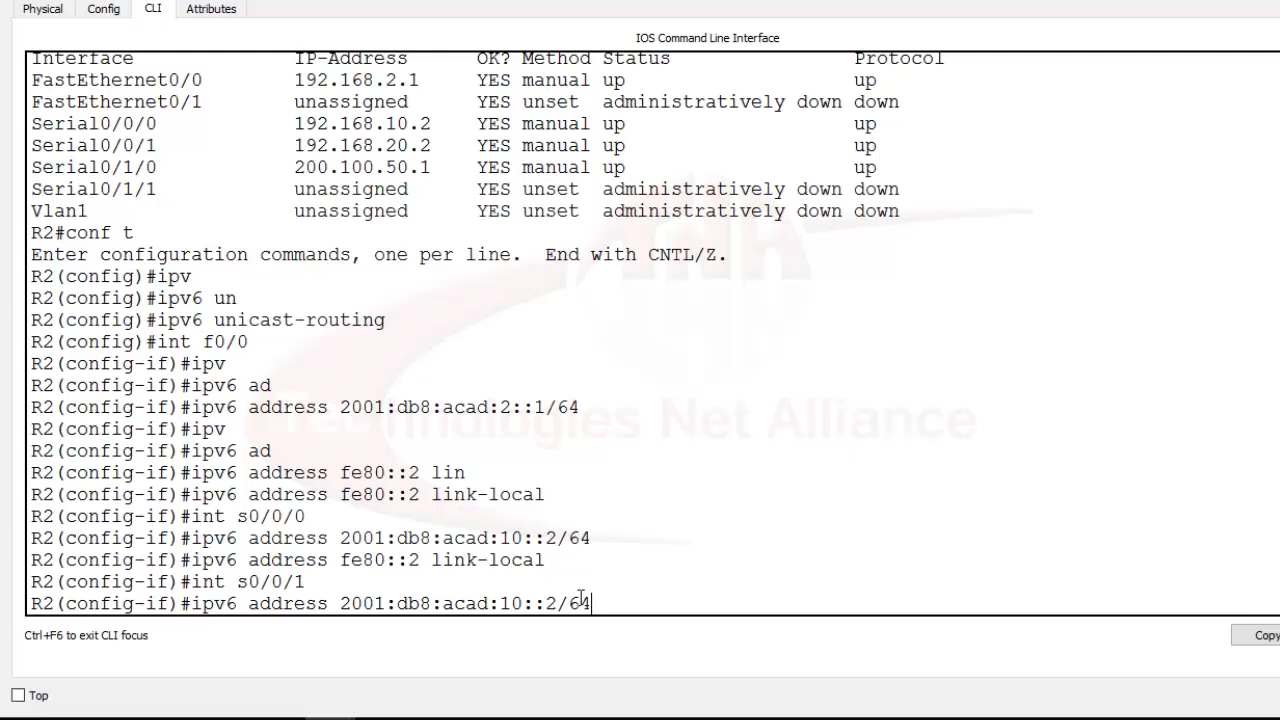 Physical Config CLI Attributes
IOS Command Line Interface
Interface IP-Address OK? Method Status Protocol
FastEthernet0/0 192.168.2.1 YES manual up up
FastEthernet0/1 unassigned YES unset administratively down down
Serial0/0/0 192.168.10.2 YES manual up up
Serial0/0/1 192.168.20.2 YES manual up up
Serial0/1/0 200.100.50.1 YES manual up up
Serial0/1/1 unassigned YES unset administratively down down
Vlan1 unassigned YES unset administratively down down
R2#conf t
Enter configuration commands, one per line. End with CNTL/Z.
R2(config)#ipv
R2(config)#ipv6 un
R2(config)#ipv6 unicast-routing
R2(config)#int f0/0
R2(config-if)#ipv
R2(config-if)#ipv6 ad
R2(config-if)#ipv6 address 2001:db8:acad:2::1/64
R2(config-if)#ipv
R2(config-if)#ipv6 ad
R2(config-if)#ipv6 address fe80::2 lin
R2(config-if)#ipv6 address fe80::2 link-local
R2(config-if)#int s0/0/0
R2(config-if)#ipv6 address 2001:db8:acad:10::2/64
R2(config-if)#ipv6 address fe80::2 link-local
R2(config-if)#int s0/0/1
R2(config-if)#ipv6 address 2001:db8:acad:10::2/64
Technologies Net Alliance
Ctrl+F6 to exit CLI focus
Copy
Top